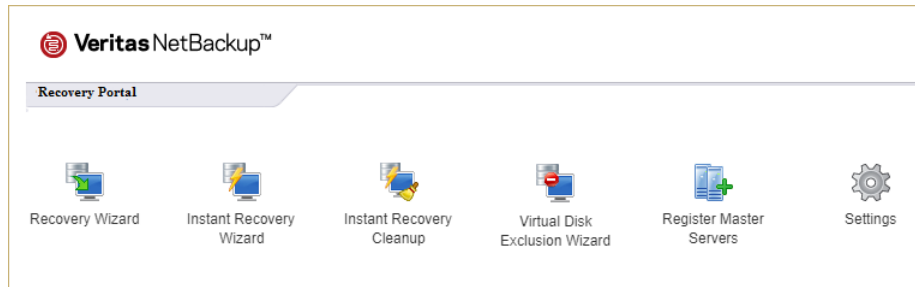 Veritas NetBackup™
Recovery Portal
Recovery Wizard
Instant Recovery
Wizard
Instant Recovery
Cleanup
Virtual Disk
Exclusion Wizard
Register Master
Servers
Settings